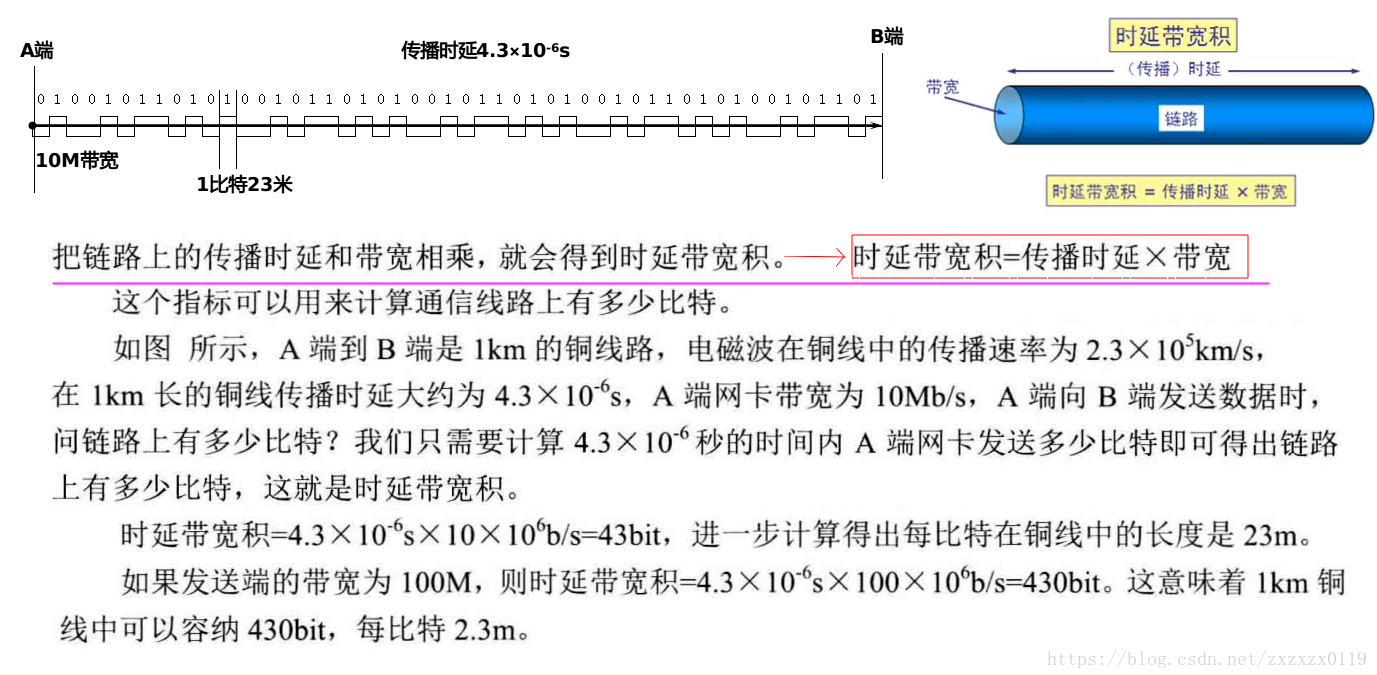 A端
传播时延4.3×10⁻⁶s
B端
0 1 0 0 1 0 1 1 0 1 0 1 0 0 1 0 1 1 0 1 0 1 0 0 1 0 1 1 0 1 0 1 0 0 1 0 1 1 0 1 0 1 0 0 1 0 1 1 0 1
10M带宽
1比特23米
时延带宽积
（传播）时延
带宽
链路
时延带宽积 = 传播时延 × 带宽
把链路上的传播时延和带宽相乘，就会得到时延带宽积。 时延带宽积=传播时延×带宽
这个指标可以用来计算通信线路上有多少比特。
如图 所示，A 端到 B 端是 1km 的铜线路，电磁波在铜线中的传播速率为 2.3×10⁵km/s，
在 1km 长的铜线传播时延大约为 4.3×10⁻⁶s，A 端网卡带宽为 10Mb/s，A 端向 B 端发送数据时，
问链路上有多少比特？我们只需要计算 4.3×10⁻⁶ 秒的时间内 A 端网卡发送多少比特即可得出链路
上有多少比特，这就是时延带宽积。
时延带宽积=4.3×10⁻⁶s×10×10⁶b/s=43bit，进一步计算得出每比特在铜线中的长度是 23m。
如果发送端的带宽为 100M，则时延带宽积=4.3×10⁻⁶s×100×10⁶b/s=430bit。这意味着 1km 铜
线中可以容纳 430bit，每比特 2.3m。
https://blog.csdn.net/zxzxzx0119